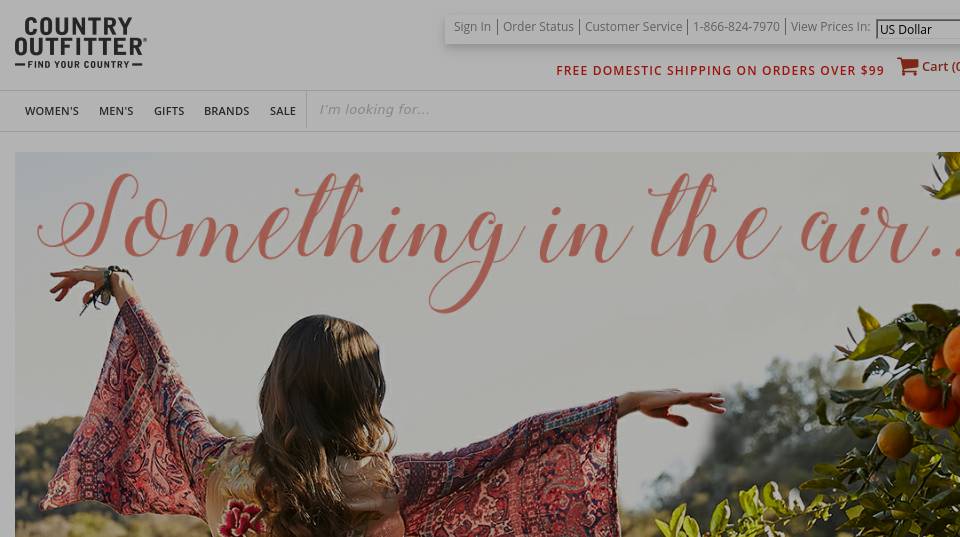 COUNTRY
OUTFITTER®
FIND YOUR COUNTRY
Sign In | Order Status | Customer Service | 1-866-824-7970 | View Prices In: US Dollar
FREE DOMESTIC SHIPPING ON ORDERS OVER $99
Cart (0
WOMEN'S MEN'S GIFTS BRANDS SALE I'm looking for...
Something in the air..